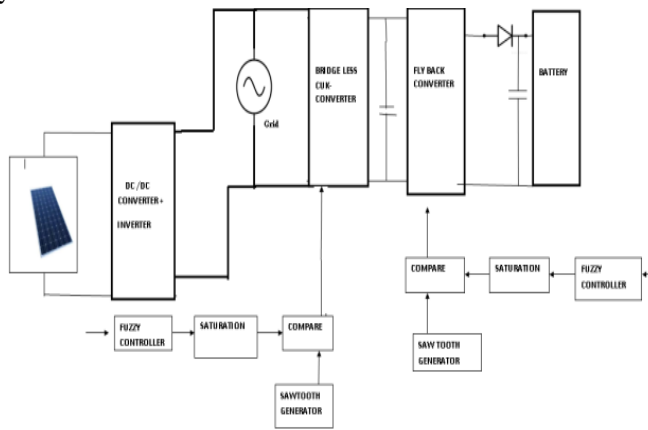 BRIDGE LESS
CUK-
CONVERTER
FLY BACK
CONVERTER
BATTERY
Grid
DC /DC
CONVERTER+
INVERTER
COMPARE
SATURATION
FUZZY
CONTROLLER
FUZZY
CONTROLLER
SATURATION
COMPARE
SAW TOOTH
GENERATOR
SAWTOOTH
GENERATOR